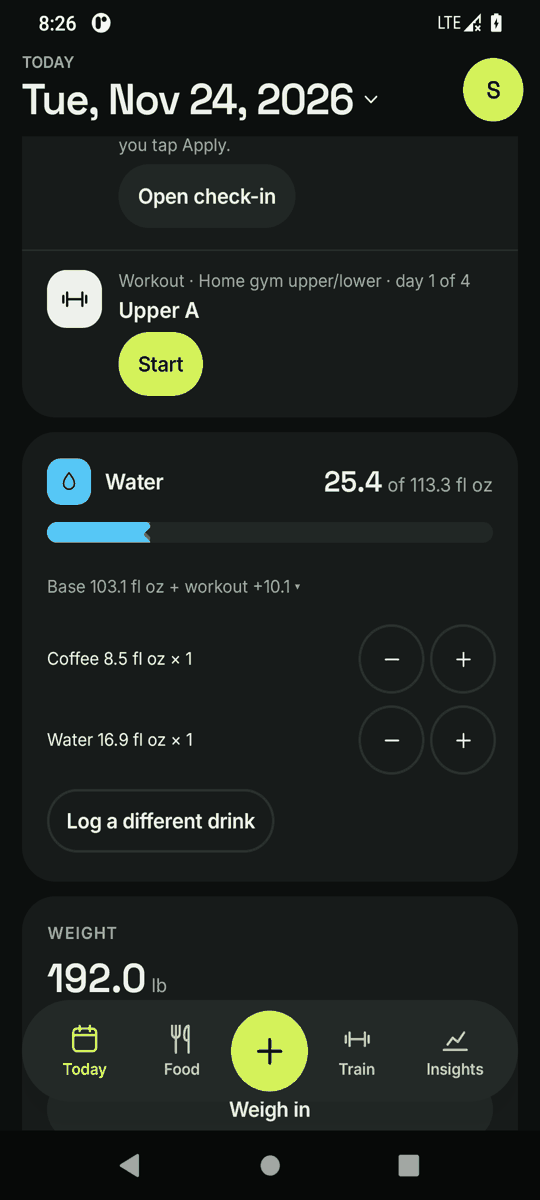 8:26
LTE
TODAY
Tue, Nov 24, 2026
S
you tap Apply.
Open check-in
Workout · Home gym upper/lower · day 1 of 4
Upper A
Start
Water
25.4 of 113.3 fl oz
Base 103.1 fl oz + workout +10.1
Coffee 8.5 fl oz × 1
Water 16.9 fl oz × 1
Log a different drink
WEIGHT
192.0 lb
Today
Food
Train
Insights
Weigh in